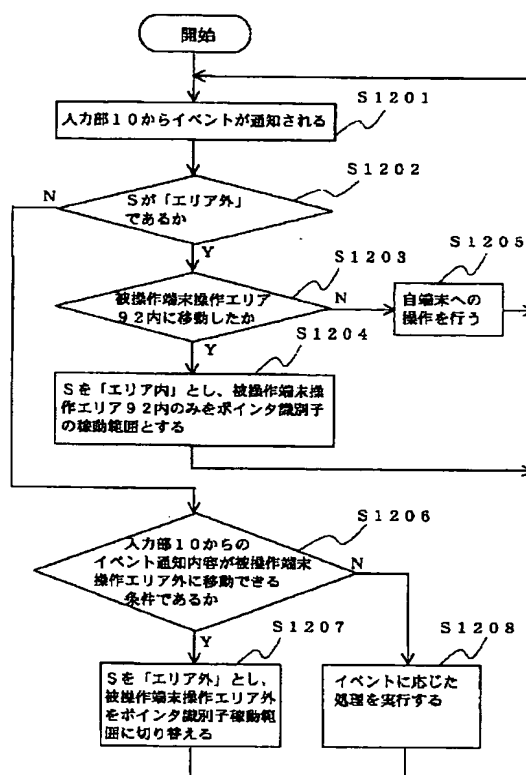 開始
S1201
入力部10からイベントが通知される
S1202
N
Sが「エリア外」
であるか
Y
S1203
S1205
被操作端末操作エリア
92内に移動したか
N
自端末への
操作を行う
Y
S1204
Sを「エリア内」とし、被操作端末操
作エリア92内のみをポインタ識別子
の稼動範囲とする
S1206
入力部10からの
イベント通知内容が被操作端末
操作エリア外に移動できる
条件であるか
N
Y
S1207
S1208
Sを「エリア外」とし、
被操作端末操作エリア外
をポインタ識別子稼動範
囲に切り替える
イベントに応じた
処理を実行する